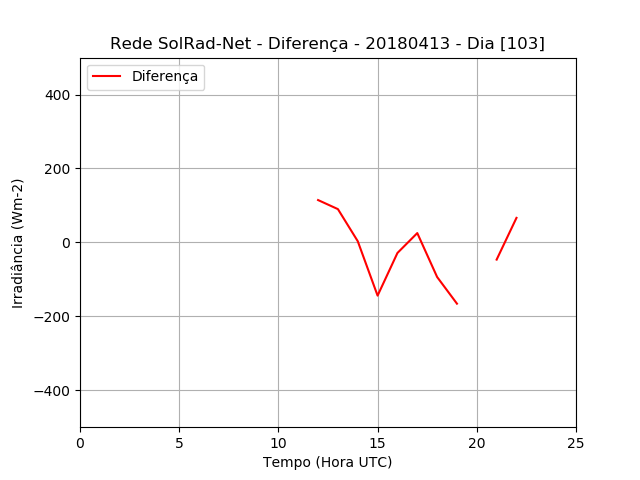 Rede SolRad-Net - Diferença - 20180413 - Dia [103]
Diferença
Irradiância (Wm-2)
400
200
0
−200
−400
0 5 10 15 20 25
Tempo (Hora UTC)